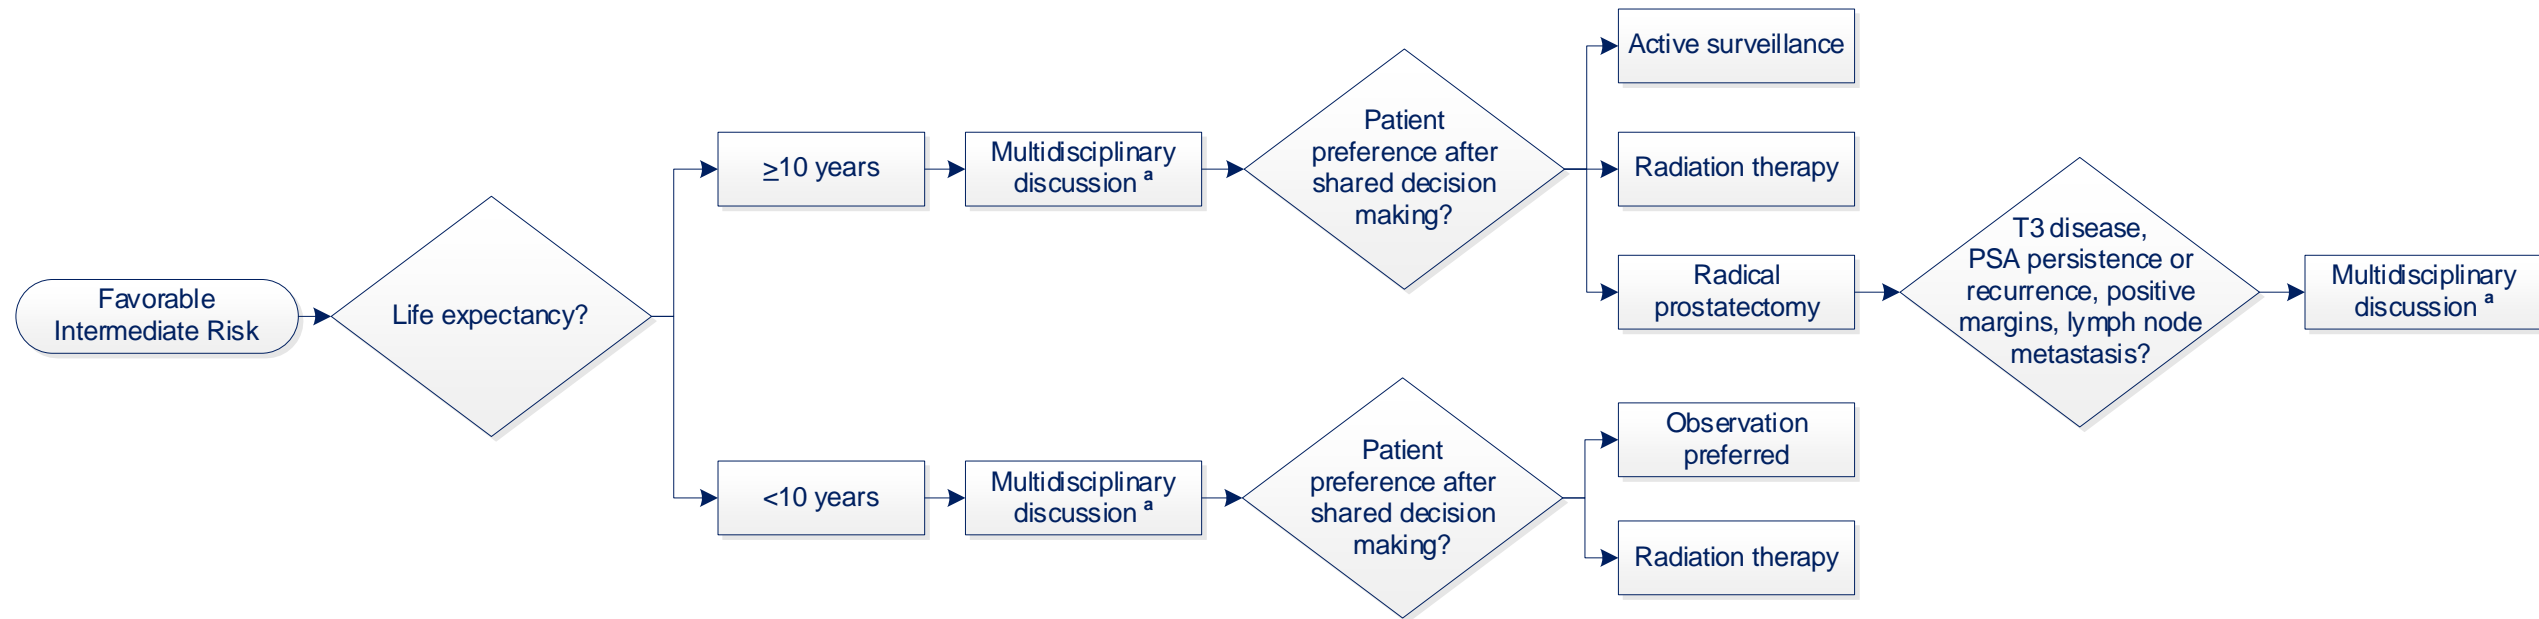 Favorable
Intermediate Risk
Life expectancy?
≥10 years
Multidisciplinary
discussion a
Patient
preference after
shared decision
making?
Active surveillance
Radiation therapy
Radical
prostatectomy
T3 disease,
PSA persistence or
recurrence, positive
margins, lymph node
metastasis?
Multidisciplinary
discussion a
<10 years
Multidisciplinary
discussion a
Patient
preference after
shared decision
making?
Observation
preferred
Radiation therapy